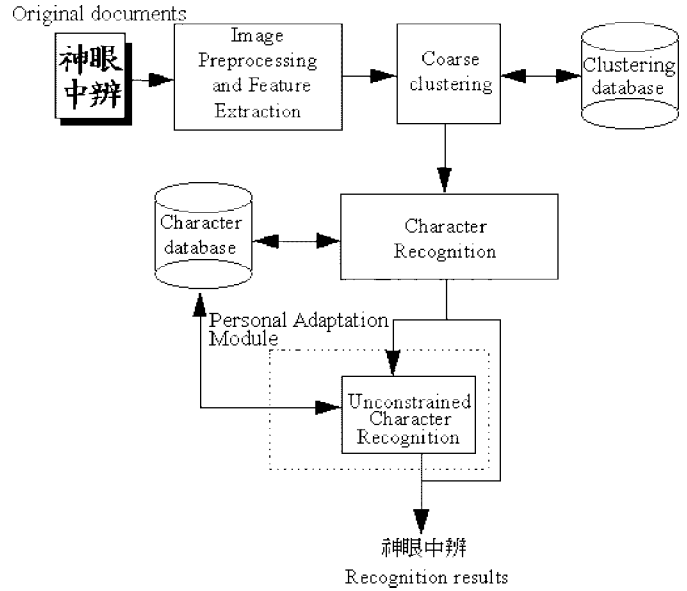 Original documents
神眼
中辨
Image
Preprocessing
and Feature
Extraction
Coarse
clustering
Clustering
database
Character
database
Character
Recognition
Personal Adaptation
Module
Unconstrained
Character
Recognition
神眼中辨
Recognition results